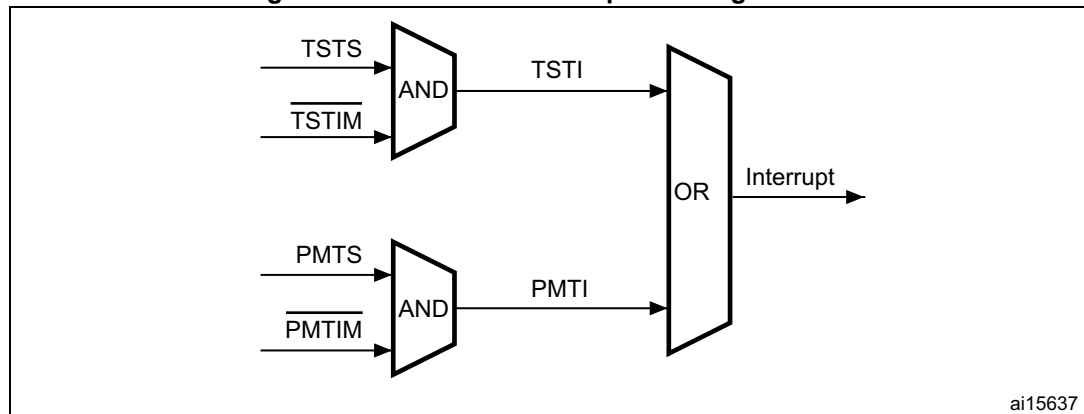 TSTS
TSTIM
AND
TSTI
OR
Interrupt
PMTS
PMTIM
AND
PMTI
ai15637